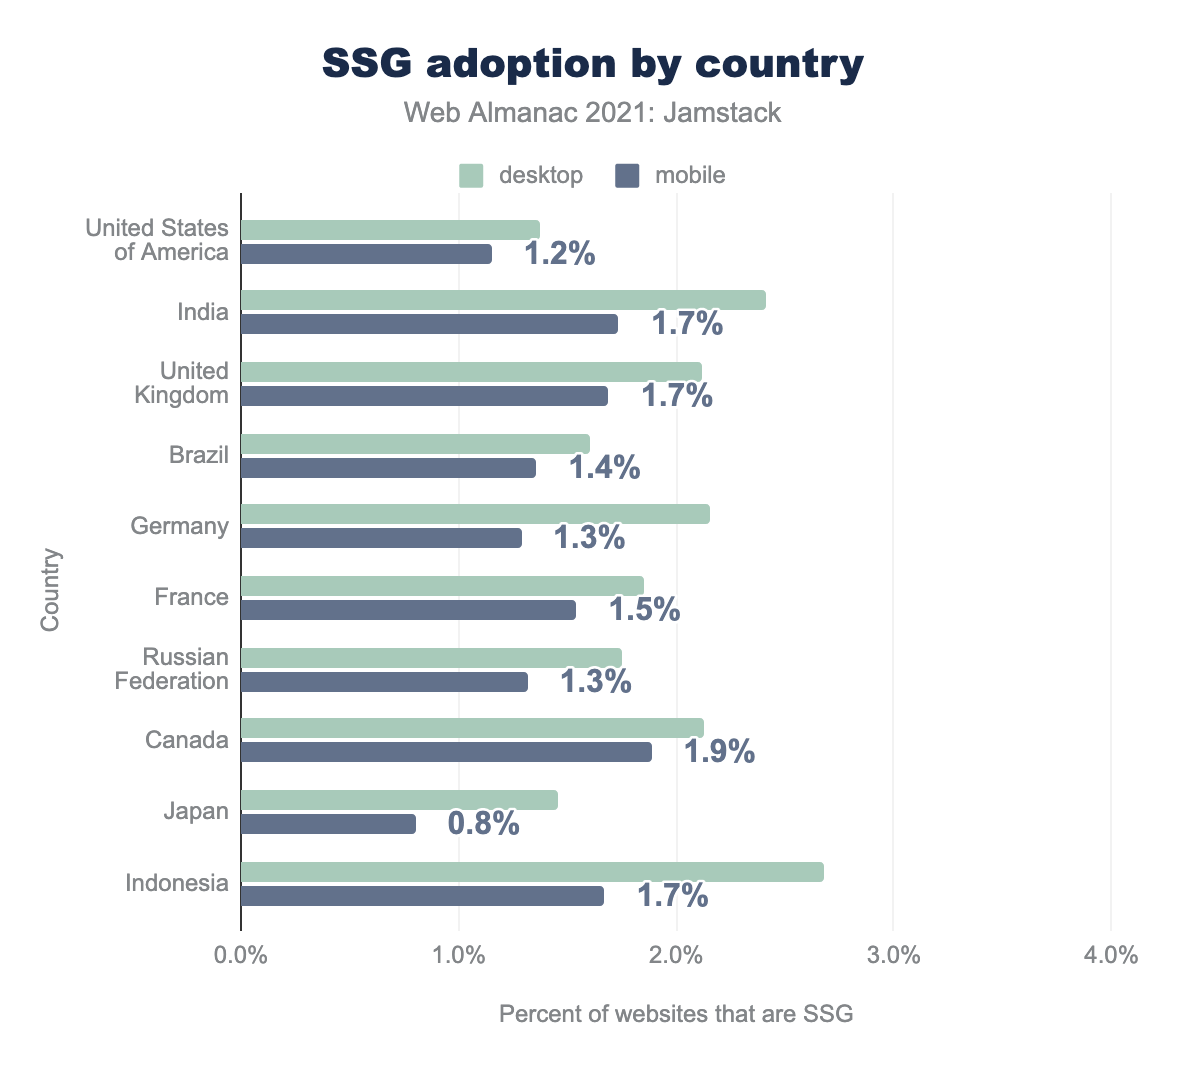 SSG adoption by country
Web Almanac 2021: Jamstack
desktop
mobile
United States
of America
1.2%
India
1.7%
United
Kingdom
1.7%
Brazil
1.4%
Germany
1.3%
France
1.5%
Russian
Federation
1.3%
Canada
1.9%
Japan
0.8%
Indonesia
1.7%
Country
0.0% 1.0% 2.0% 3.0% 4.0%
Percent of websites that are SSG